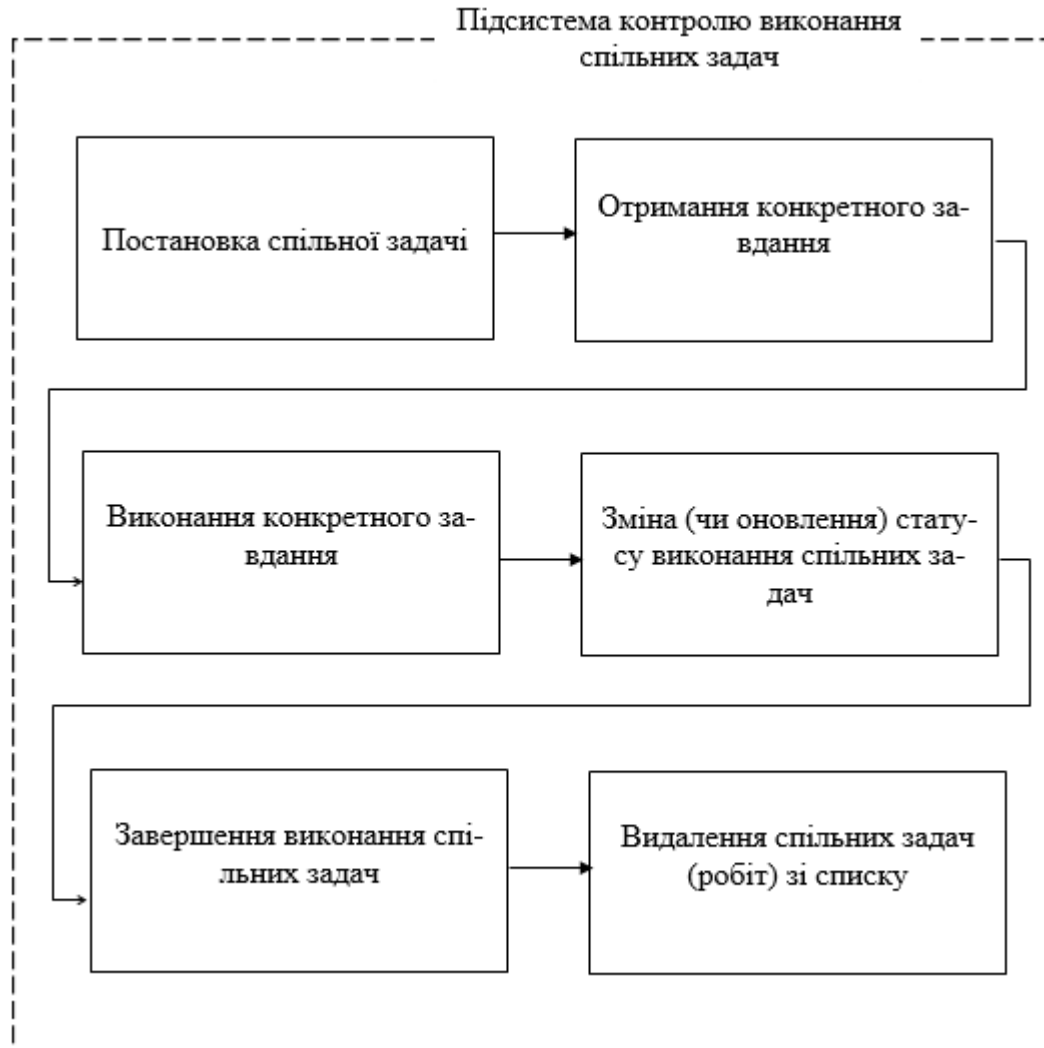 Підсистема контролю виконання
спільних задач
Постановка спільної задачі
Отримання конкретного за-
вдання
Виконання конкретного за-
вдання
Зміна (чи оновлення) стату-
су виконання спільних за-
дач
Завершення виконання спі-
льних задач
Видалення спільних задач
(робіт) зі списку